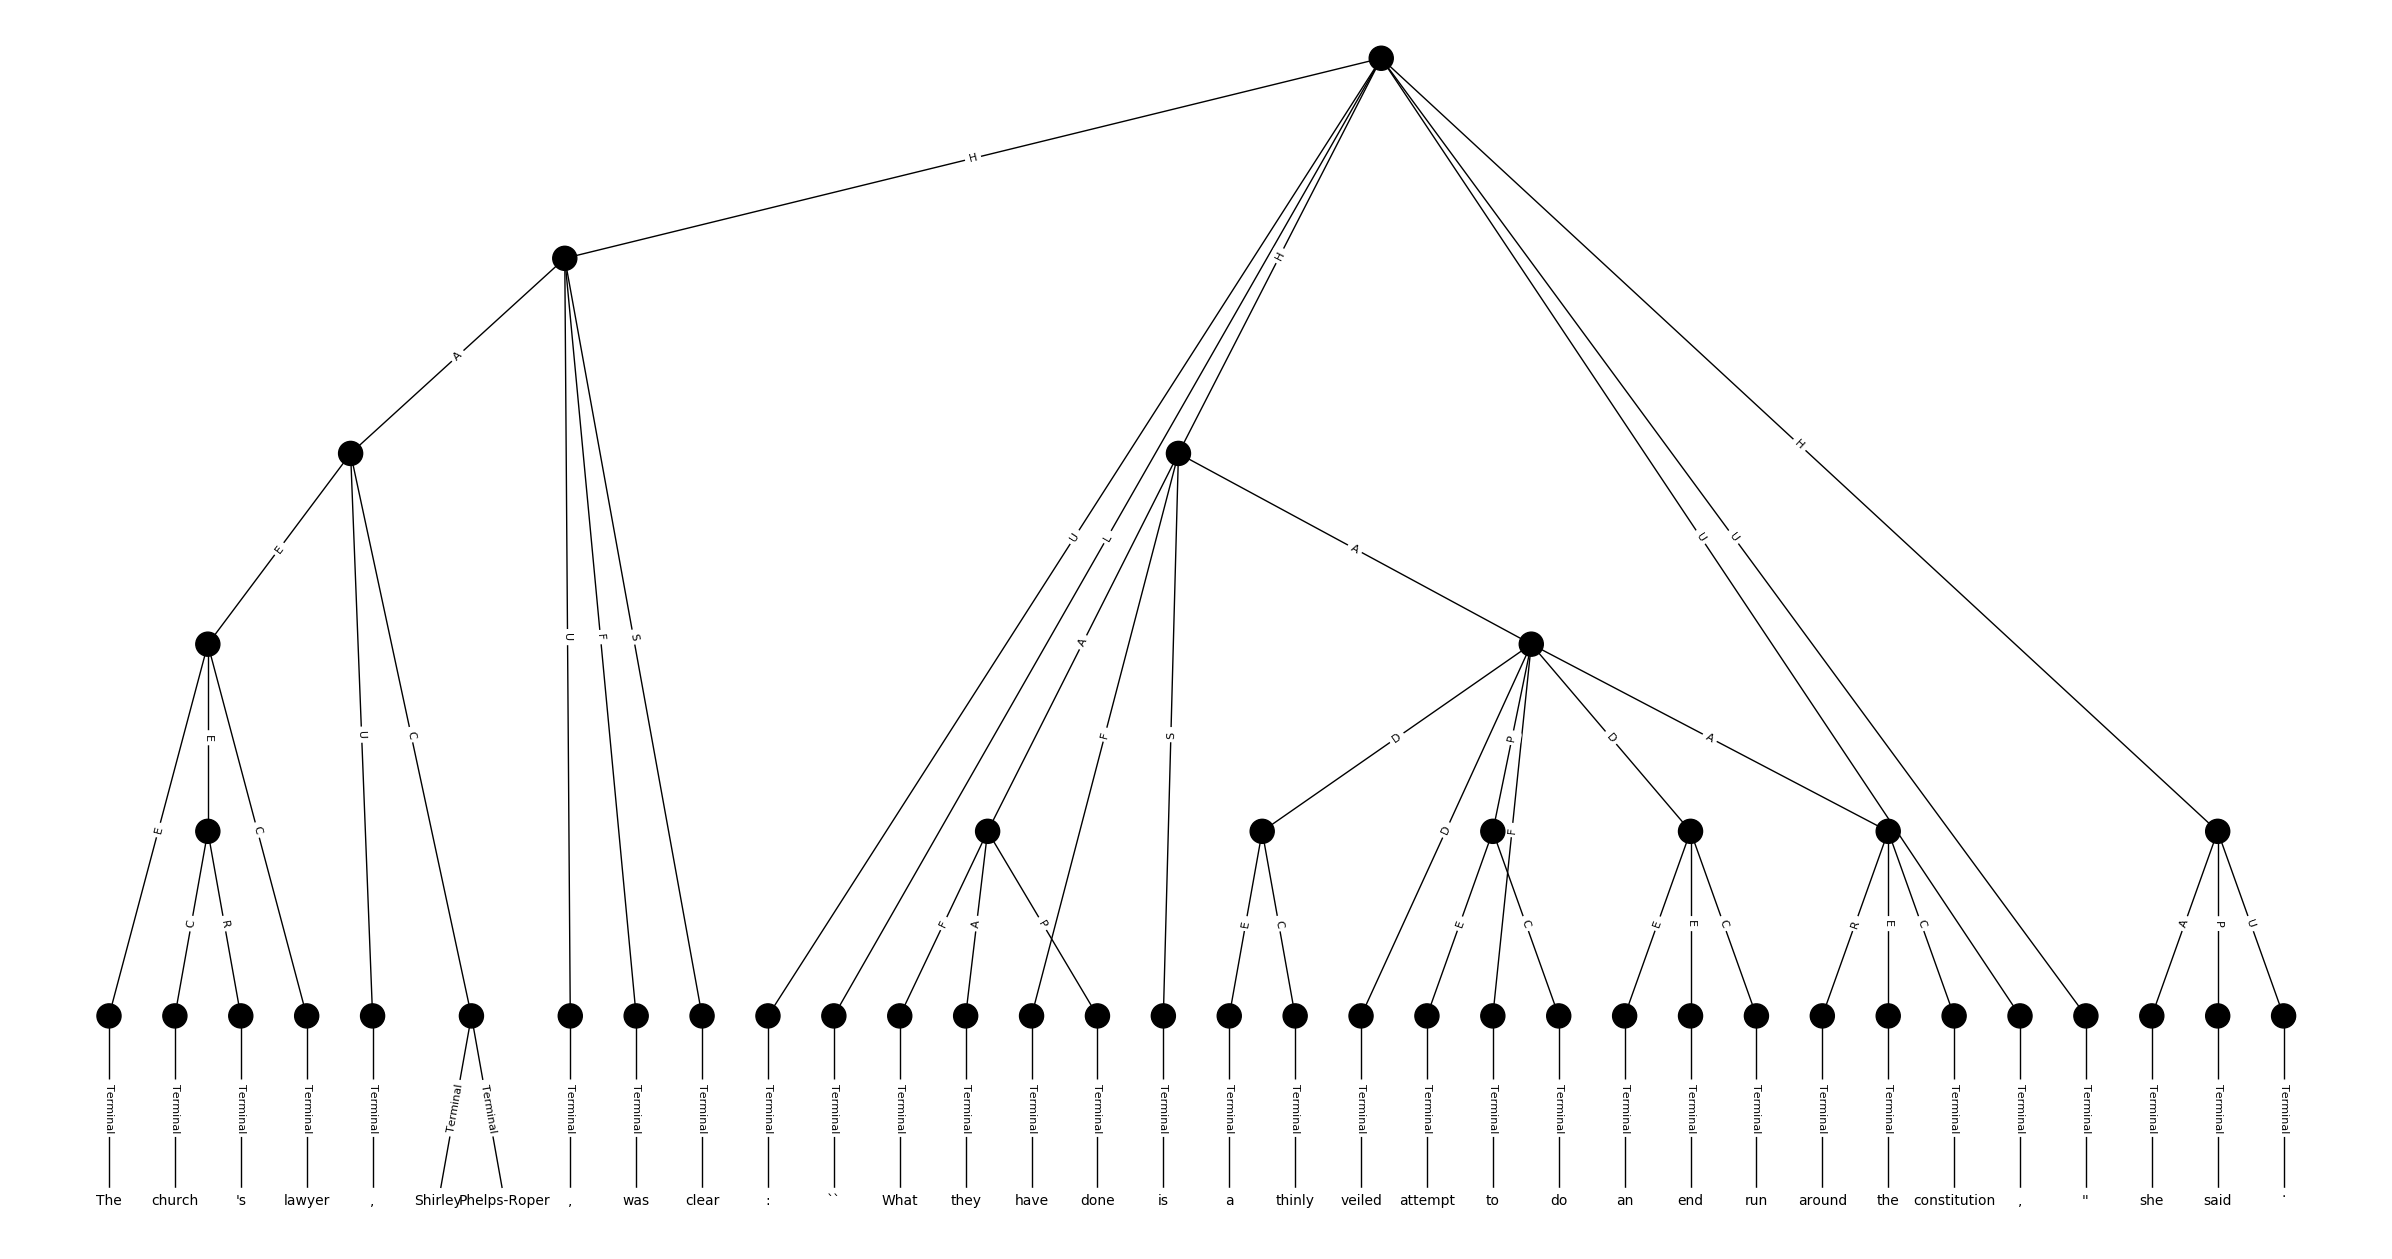 H
H
A
H
E
U
L
A
U
U
U
F
S
A
F
S
E
U
C
D
P
D
A
E
C
D
F
C
R
F
A
P
E
C
E
C
E
E
C
R
E
C
A
P
U
Terminal Terminal Terminal Terminal Terminal Terminal Terminal Terminal Terminal Terminal Terminal Terminal Terminal Terminal Terminal Terminal Terminal Terminal Terminal Terminal Terminal Terminal Terminal Terminal Terminal Terminal Terminal Terminal Terminal Terminal Terminal Terminal Terminal Terminal
The church 's lawyer , Shirley Phelps-Roper , was clear : `` What they have done is a thinly veiled attempt to do an end run around the constitution , " she said .